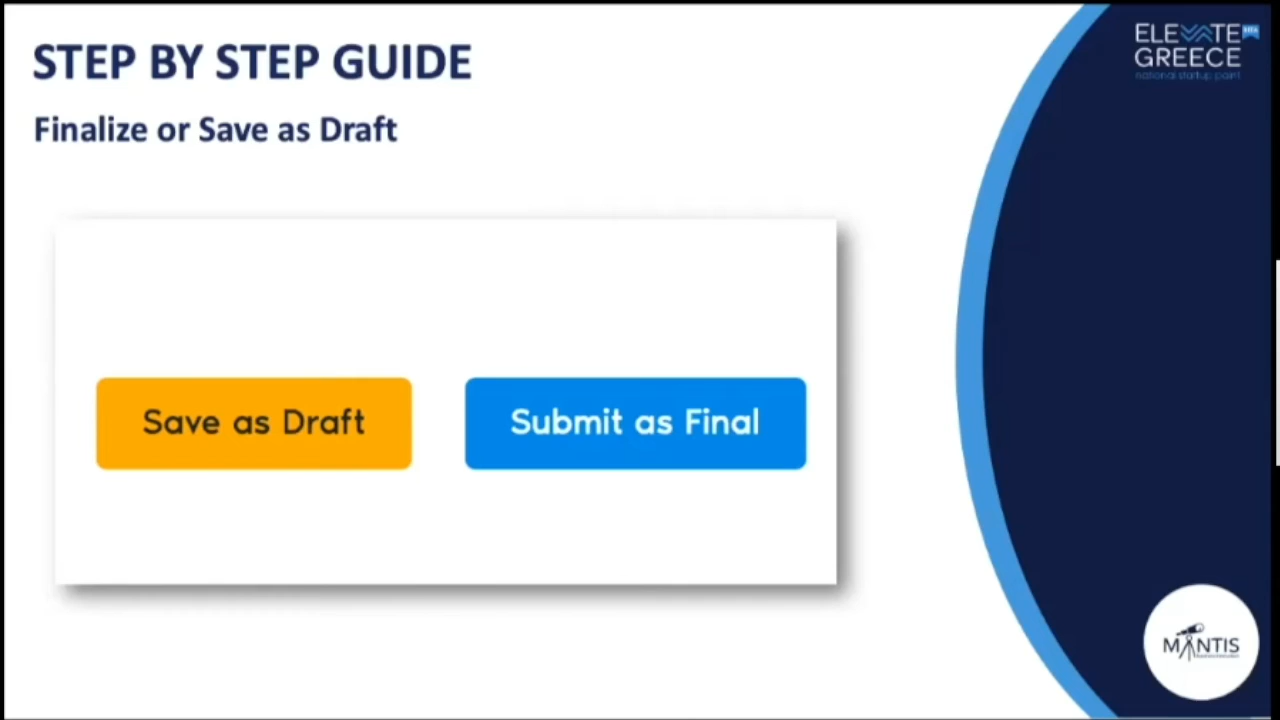 STEP BY STEP GUIDE
Finalize or Save as Draft
ELEVATE
GREECE
national startup point
Save as Draft
Submit as Final
MANTIS